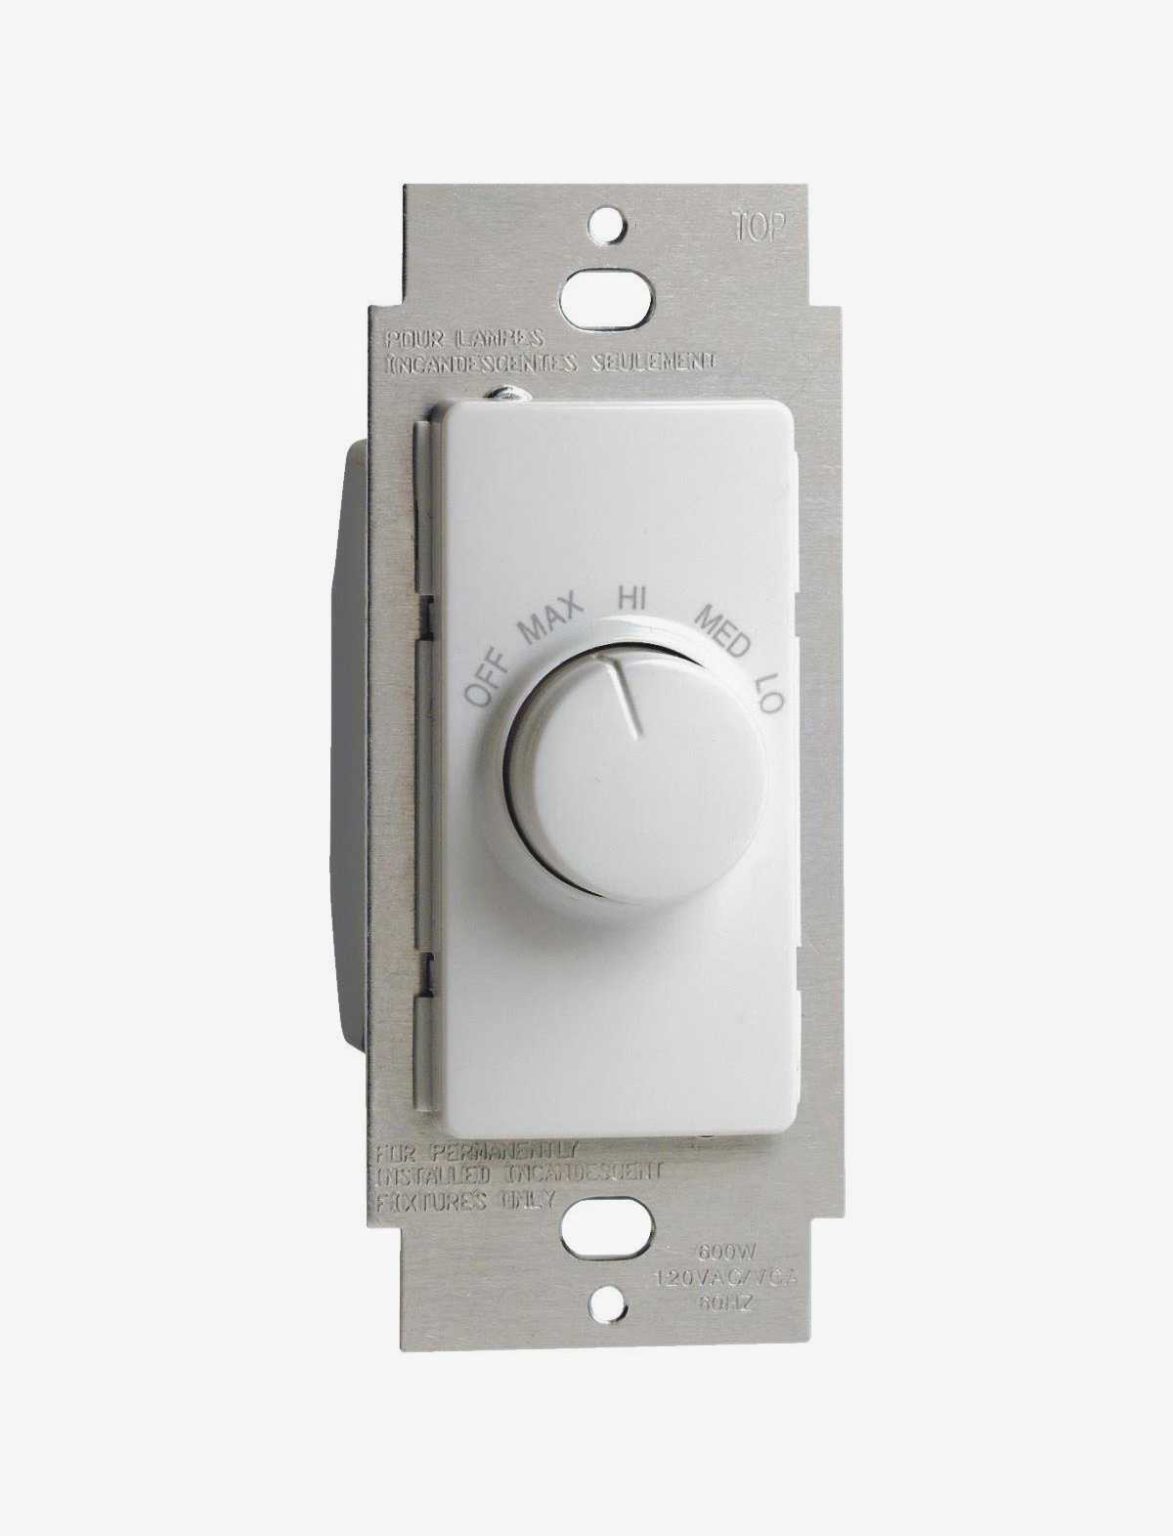 TOP
POUR LAMPES
INCANDESCENTES SEULEMENT
OFF MAX HI MED LO
FOR PERMANENTLY
INSTALLED INCANDESCENT
FIXTURES ONLY
600W
120VAC/VCA
60HZ